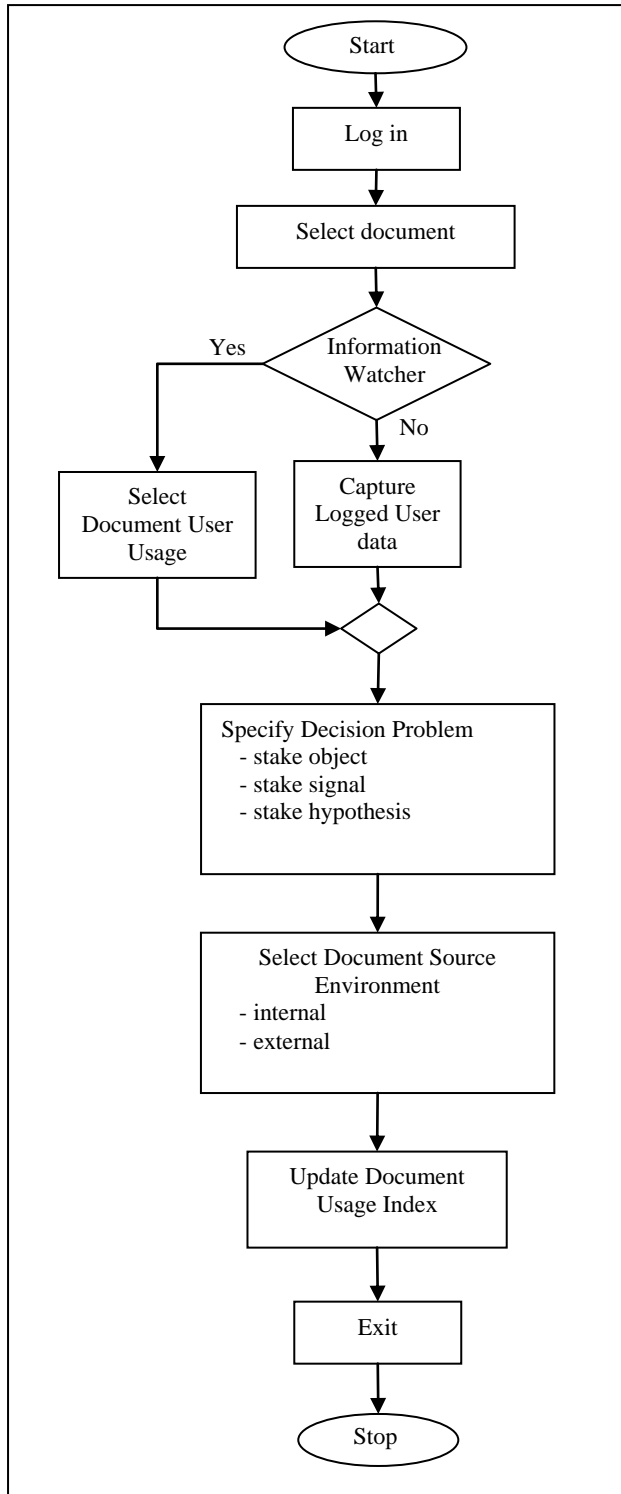 Start
Log in
Select document
Information
Watcher
Yes
No
Select
Document User
Usage
Capture
Logged User
data
Specify Decision Problem
- stake object
- stake signal
- stake hypothesis
Select Document Source
Environment
- internal
- external
Update Document
Usage Index
Exit
Stop